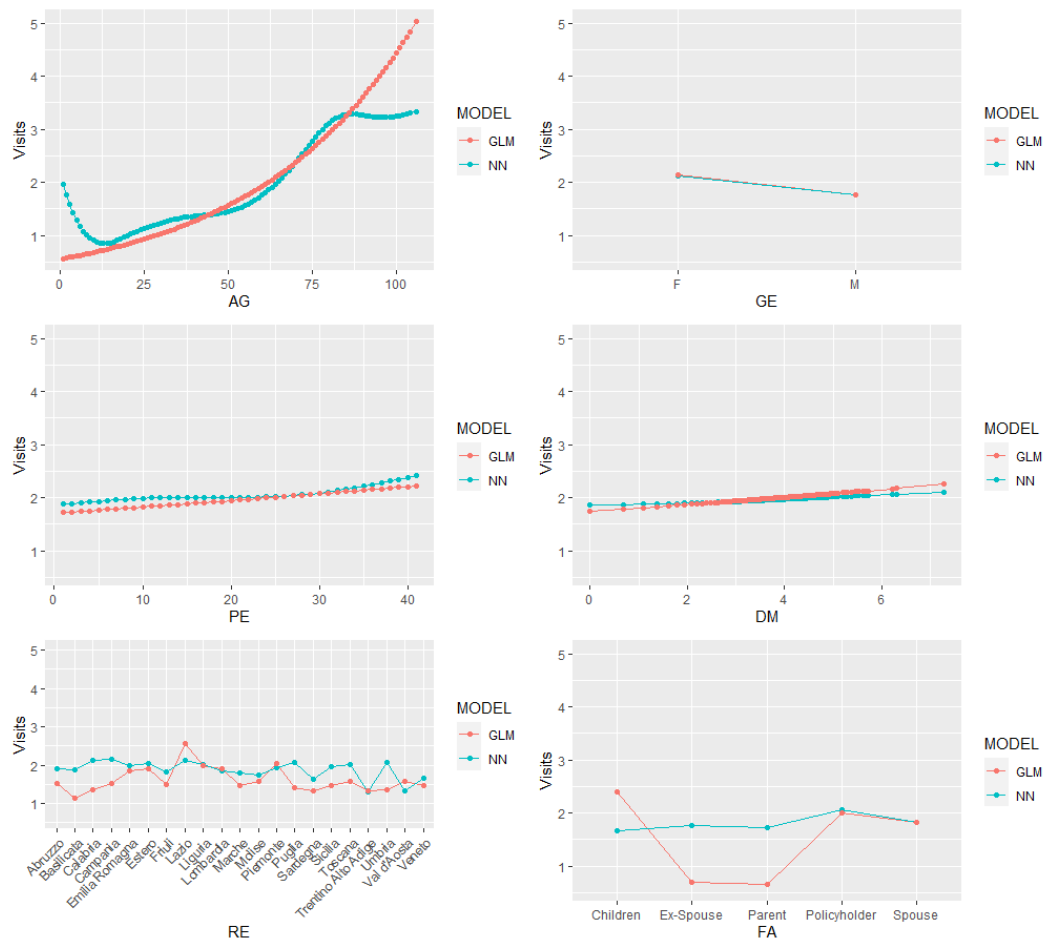 5
4
3
2
1
Visits
0
25
50
75
100
AG
MODEL
GLM
NN
5
4
3
2
1
Visits
F
M
GE
MODEL
GLM
NN
5
4
3
2
1
Visits
0
10
20
30
40
PE
MODEL
GLM
NN
5
4
3
2
1
Visits
0
2
4
6
DM
MODEL
GLM
NN
5
4
3
2
1
Visits
Abruzzo
Basilicata
Calabria
Campania
Emilia Romagna
Estero
Friuli
Lazio
Liguria
Lombardia
Marche
Molise
Piemonte
Puglia
Sardegna
Sicilia
Toscana
Trentino Alto Adige
Umbria
Val d'Aosta
Veneto
RE
MODEL
GLM
NN
5
4
3
2
1
Visits
Children
Ex-Spouse
Parent
Policyholder
Spouse
FA
MODEL
GLM
NN